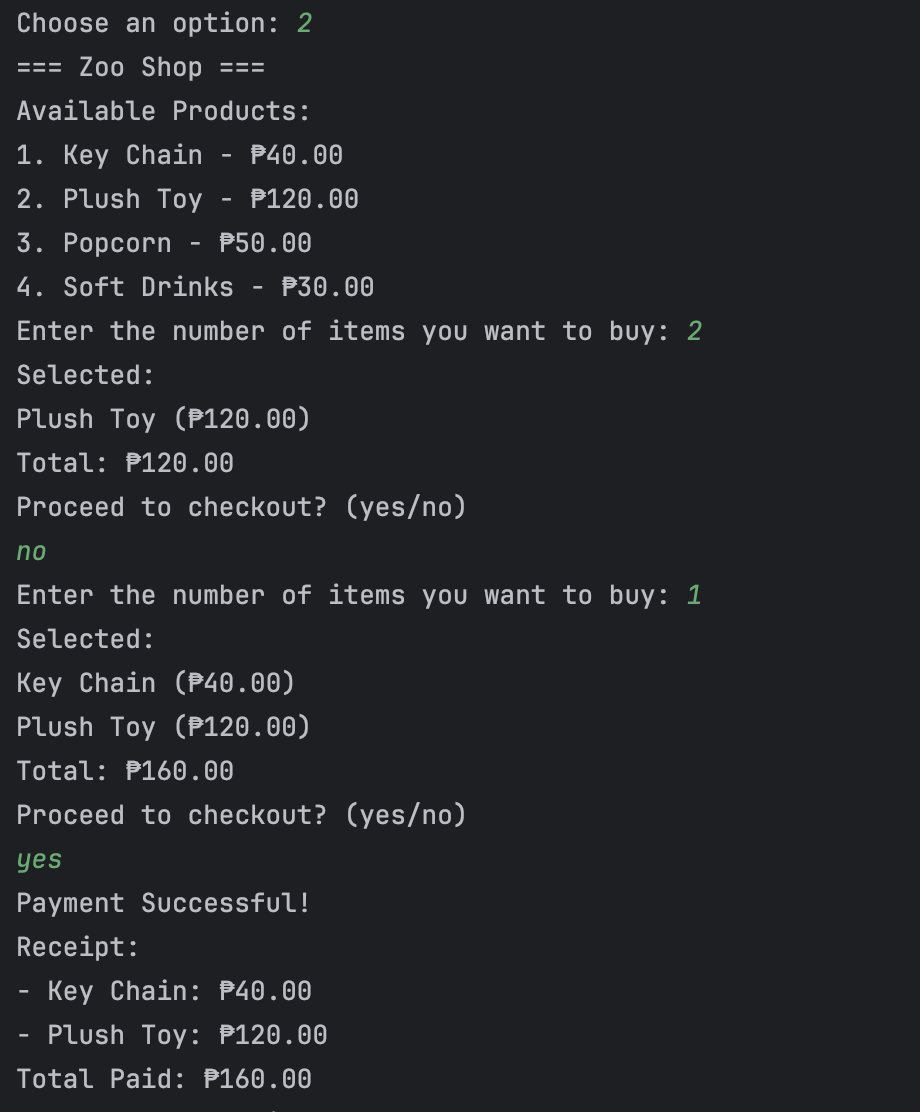 Choose an option: 2
=== Zoo Shop ===
Available Products:
1. Key Chain - ₱40.00
2. Plush Toy - ₱120.00
3. Popcorn - ₱50.00
4. Soft Drinks - ₱30.00
Enter the number of items you want to buy: 2
Selected:
Plush Toy (₱120.00)
Total: ₱120.00
Proceed to checkout? (yes/no)
no
Enter the number of items you want to buy: 1
Selected:
Key Chain (₱40.00)
Plush Toy (₱120.00)
Total: ₱160.00
Proceed to checkout? (yes/no)
yes
Payment Successful!
Receipt:
- Key Chain: ₱40.00
- Plush Toy: ₱120.00
Total Paid: ₱160.00